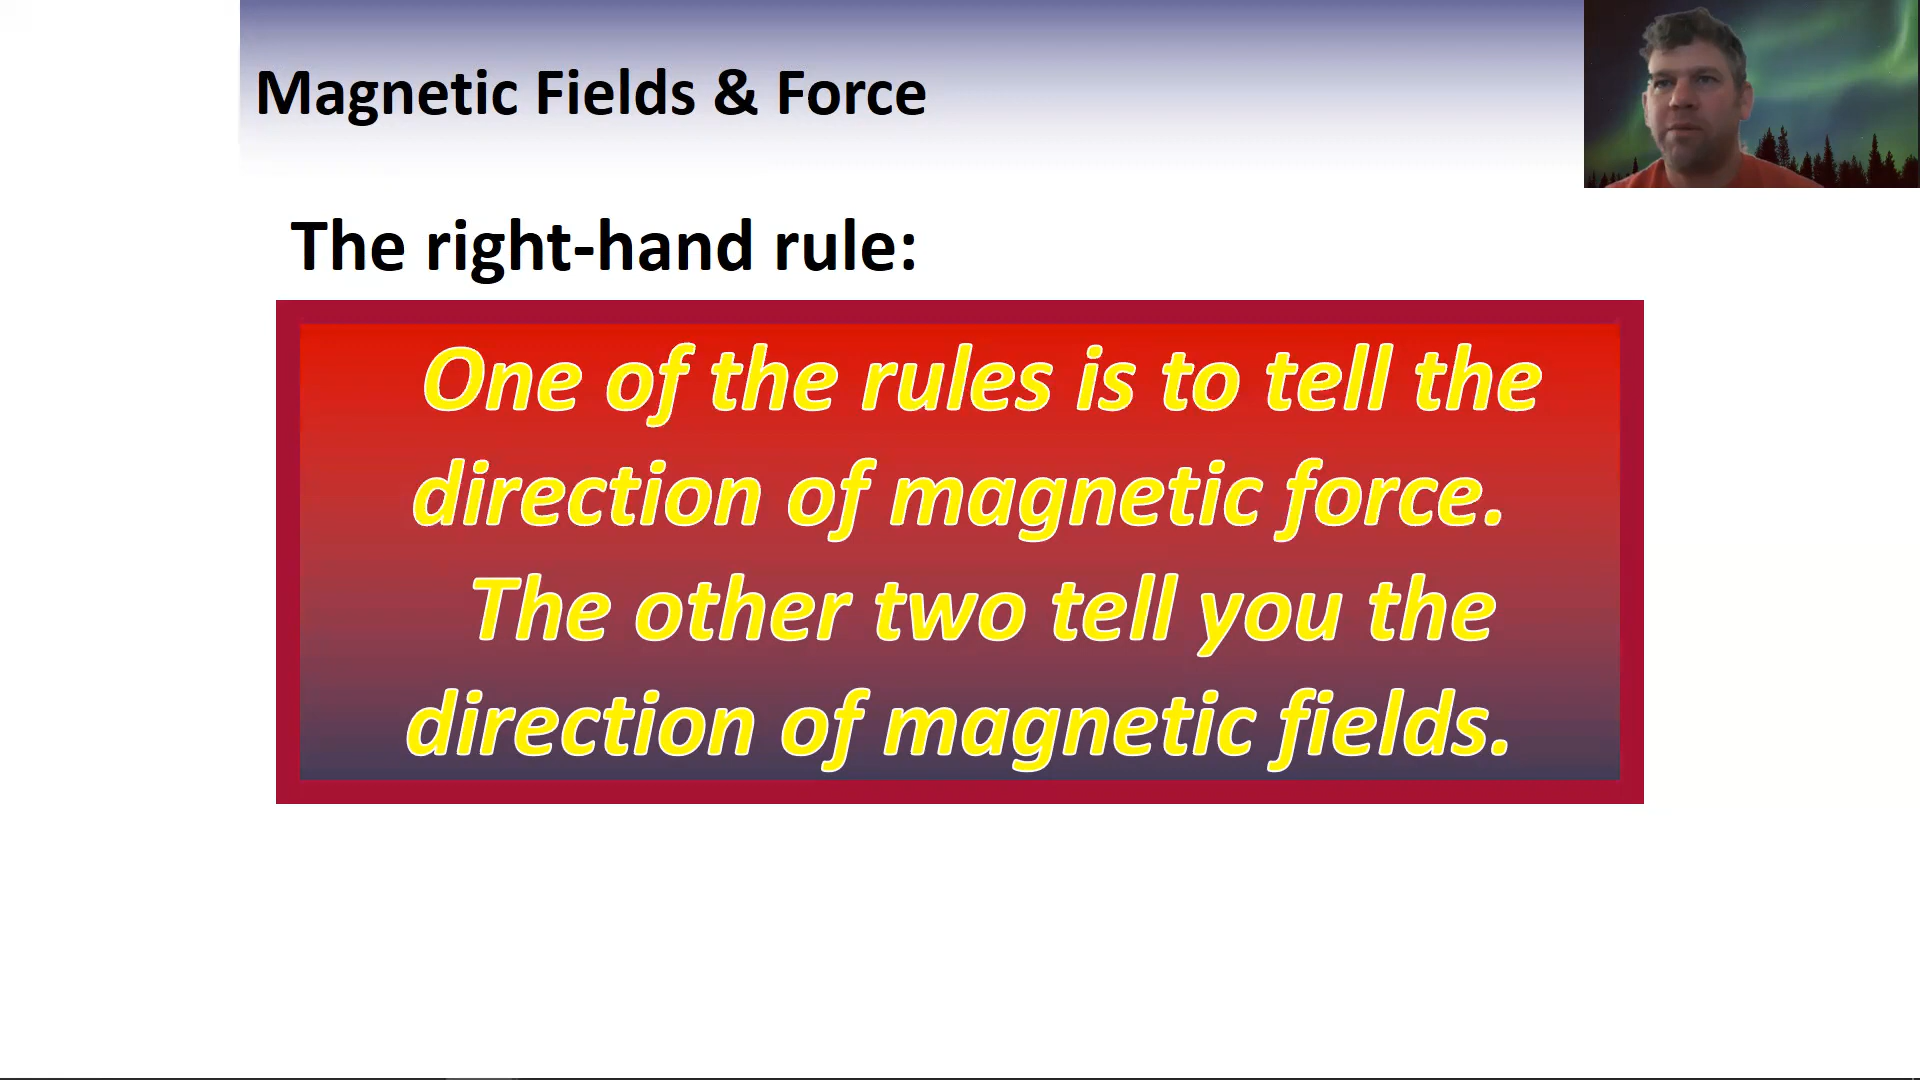 Magnetic Fields & Force
The right-hand rule:
One of the rules is to tell the
direction of magnetic force.
The other two tell you the
direction of magnetic fields.